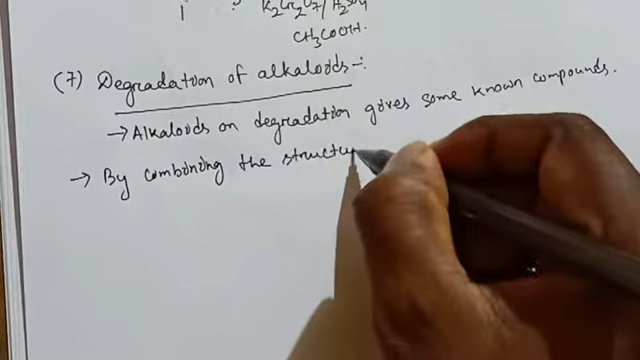 K2Cr2O7/H2SO4
CH3COOH.
(7) Degradation of alkaloids-:
→ Alkaloids on degradation gives some known compounds.
→ By combining the structu